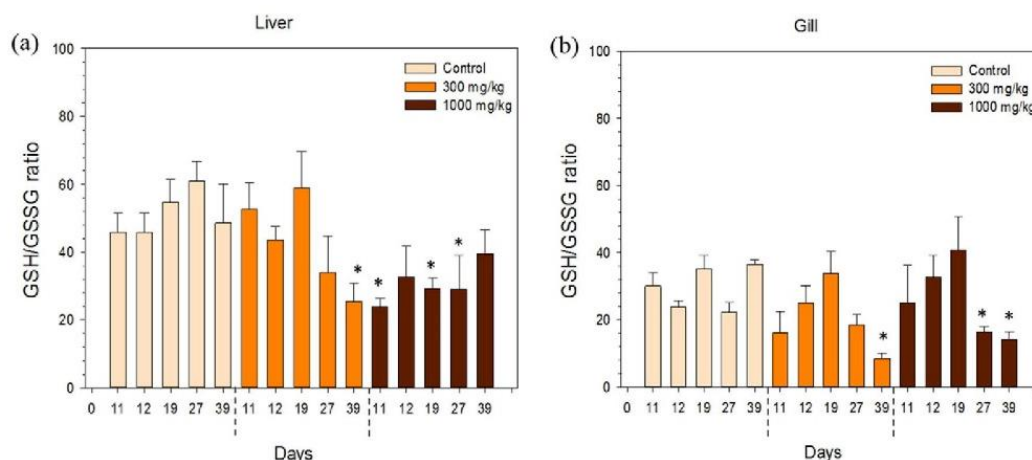 Liver
(a)
100
80
60
40
20
0
GSH/GSSG ratio
Control
300 mg/kg
1000 mg/kg
* * * *
0 11 12 19 27 39 11 12 19 27 39 11 12 19 27 39
Days
Gill
(b)
100
80
60
40
20
0
GSH/GSSG ratio
Control
300 mg/kg
1000 mg/kg
* * *
0 11 12 19 27 39 11 12 19 27 39 11 12 19 27 39
Days